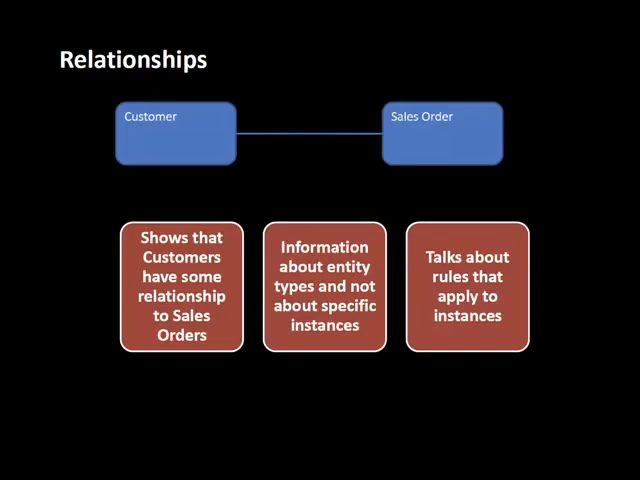 Relationships
Customer
Sales Order
Shows that
Customers
have some
relationship
to Sales
Orders
Information
about entity
types and not
about specific
instances
Talks about
rules that
apply to
instances